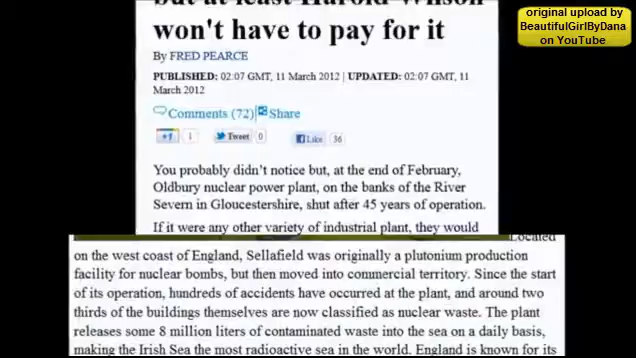 but at least Harold Wilson
original upload by
BeautifulGirlByDana
on YouTube
won't have to pay for it
By FRED PEARCE
PUBLISHED: 02:07 GMT, 11 March 2012 | UPDATED: 02:07 GMT, 11
March 2012
Comments (72) Share
+1 1 Tweet 0 Like 36
You probably didn't notice but, at the end of February,
Oldbury nuclear power plant, on the banks of the River
Severn in Gloucestershire, shut after 45 years of operation.
If it were any other variety of industrial plant, they would
Located
on the west coast of England, Sellafield was originally a plutonium production
facility for nuclear bombs, but then moved into commercial territory. Since the start
of its operation, hundreds of accidents have occurred at the plant, and around two
thirds of the buildings themselves are now classified as nuclear waste. The plant
releases some 8 million liters of contaminated waste into the sea on a daily basis,
making the Irish Sea the most radioactive sea in the world. England is known for its